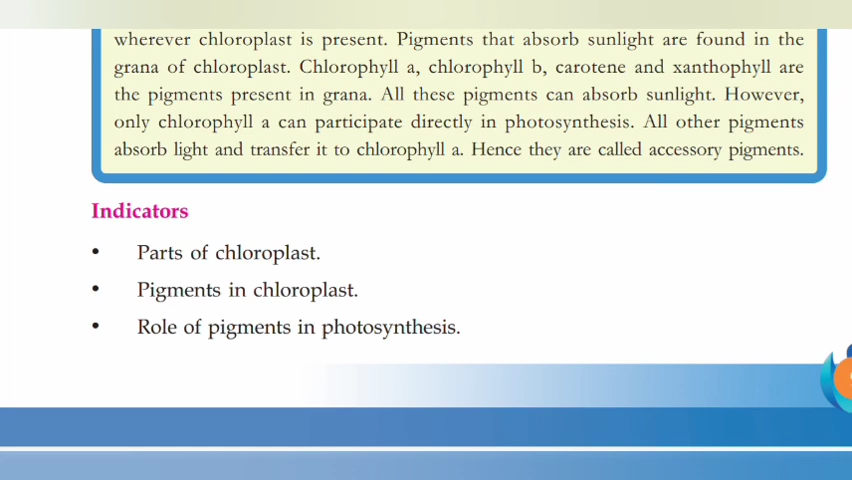 wherever chloroplast is present. Pigments that absorb sunlight are found in the
grana of chloroplast. Chlorophyll a, chlorophyll b, carotene and xanthophyll are
the pigments present in grana. All these pigments can absorb sunlight. However,
only chlorophyll a can participate directly in photosynthesis. All other pigments
absorb light and transfer it to chlorophyll a. Hence they are called accessory pigments.
Indicators
• Parts of chloroplast.
• Pigments in chloroplast.
• Role of pigments in photosynthesis.